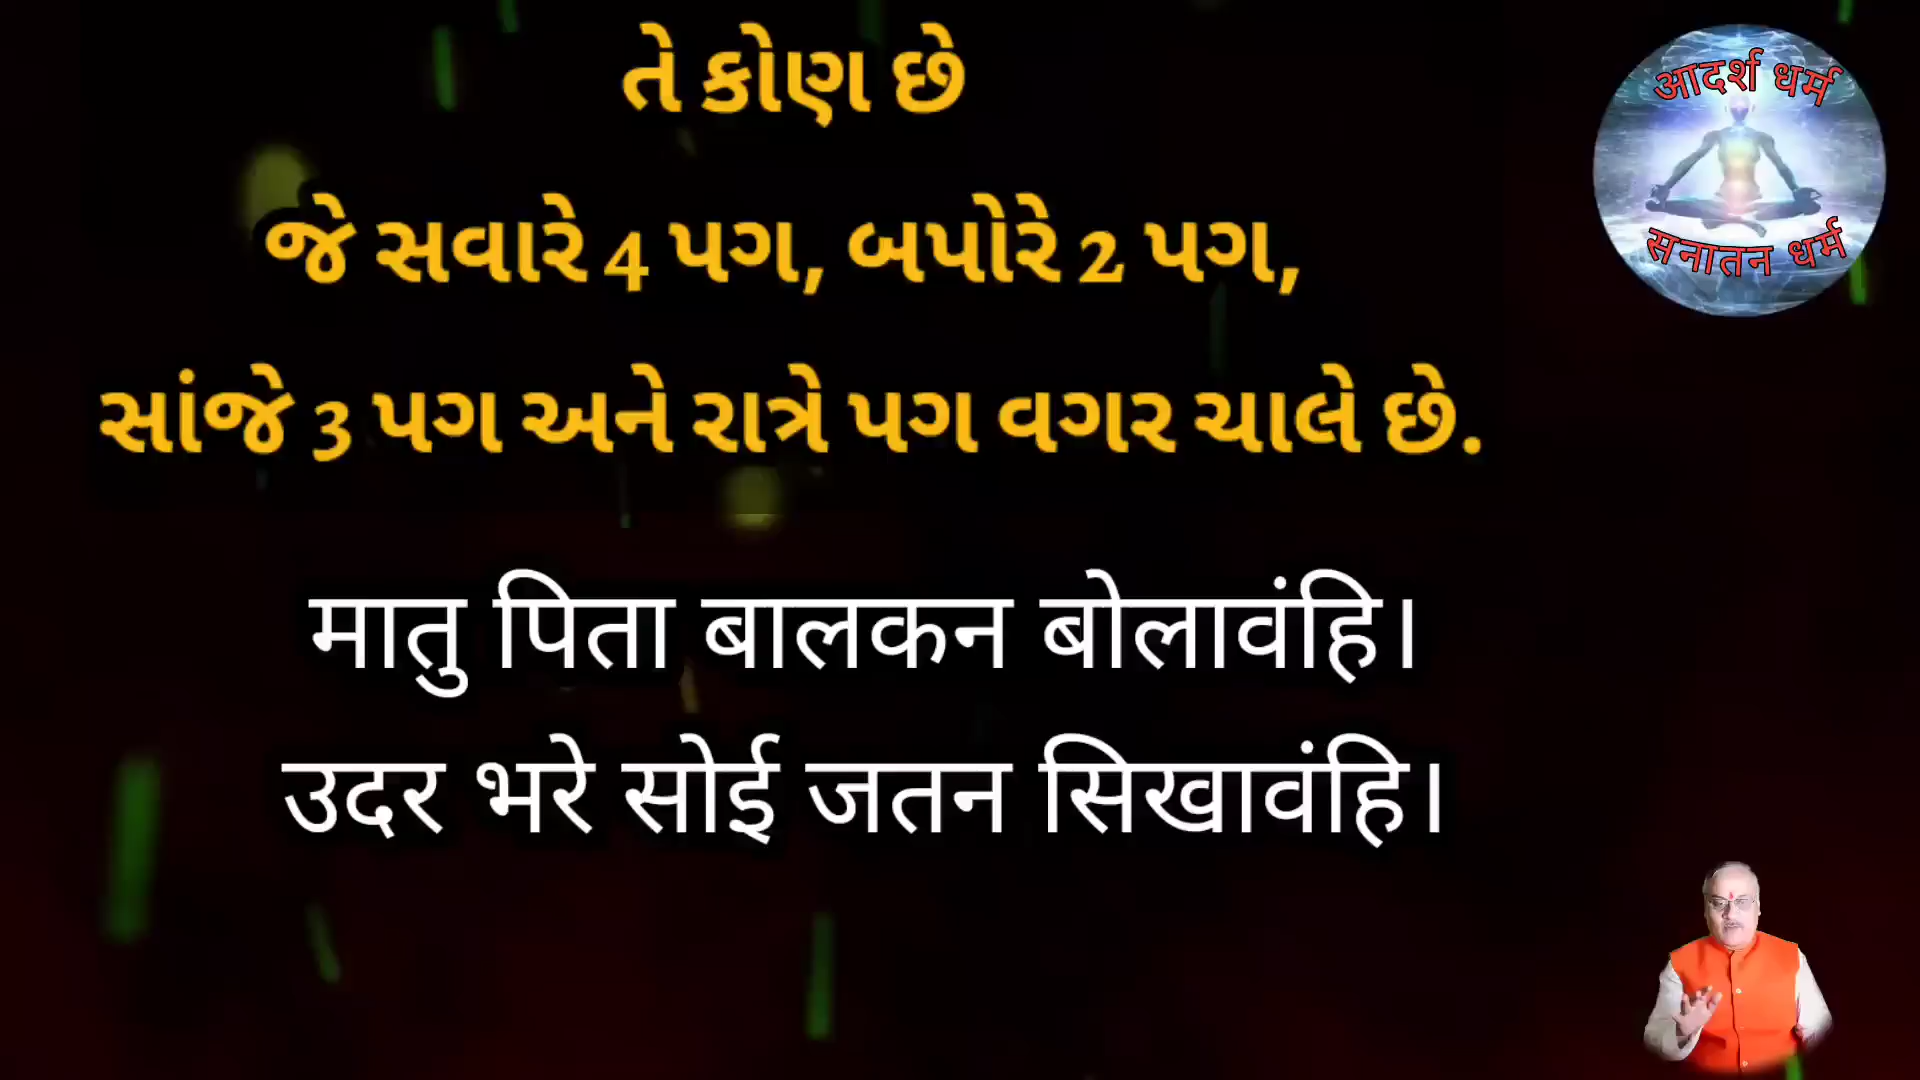 તે કોણ છે
જે સવારે 4 પગ, બપોરે 2 પગ,
સાંજે 3 પગ અને રાત્રે પગ વગર ચાલે છે.
मातु पिता बालकन बोलावंहि।
उदर भरे सोई जतन सिखावंहि।
आदर्श धर्म
सनातन धर्म